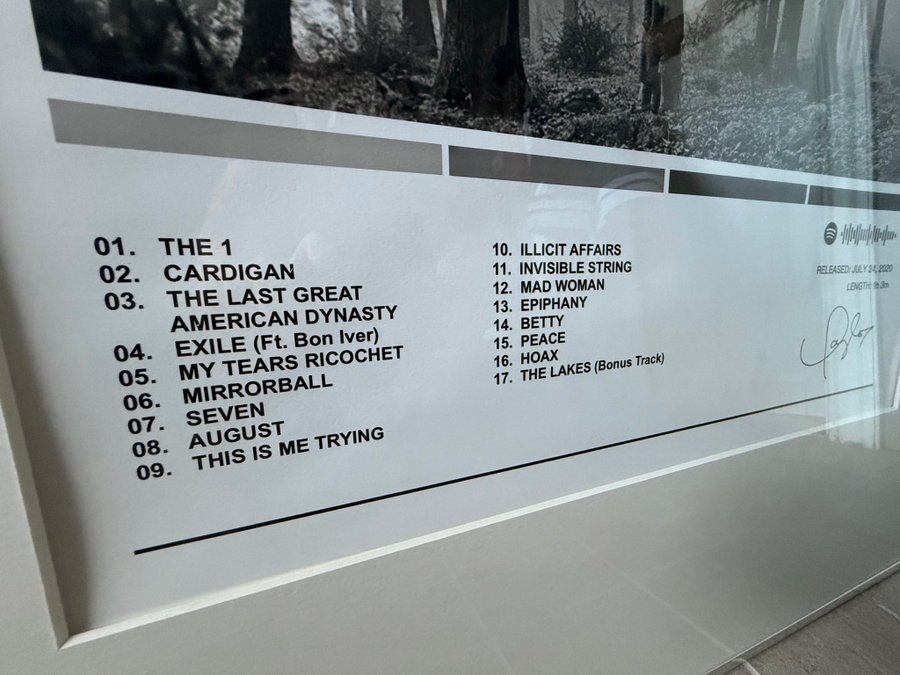 01. THE 1
02. CARDIGAN
03. THE LAST GREAT
AMERICAN DYNASTY
04. EXILE (Ft. Bon Iver)
05. MY TEARS RICOCHET
06. MIRRORBALL
07. SEVEN
08. AUGUST
09. THIS IS ME TRYING
10. ILLICIT AFFAIRS
11. INVISIBLE STRING
12. MAD WOMAN
13. EPIPHANY
14. BETTY
15. PEACE
16. HOAX
17. THE LAKES (Bonus Track)
RELEASED: JULY 24, 2020
LENGTH:
Taylor